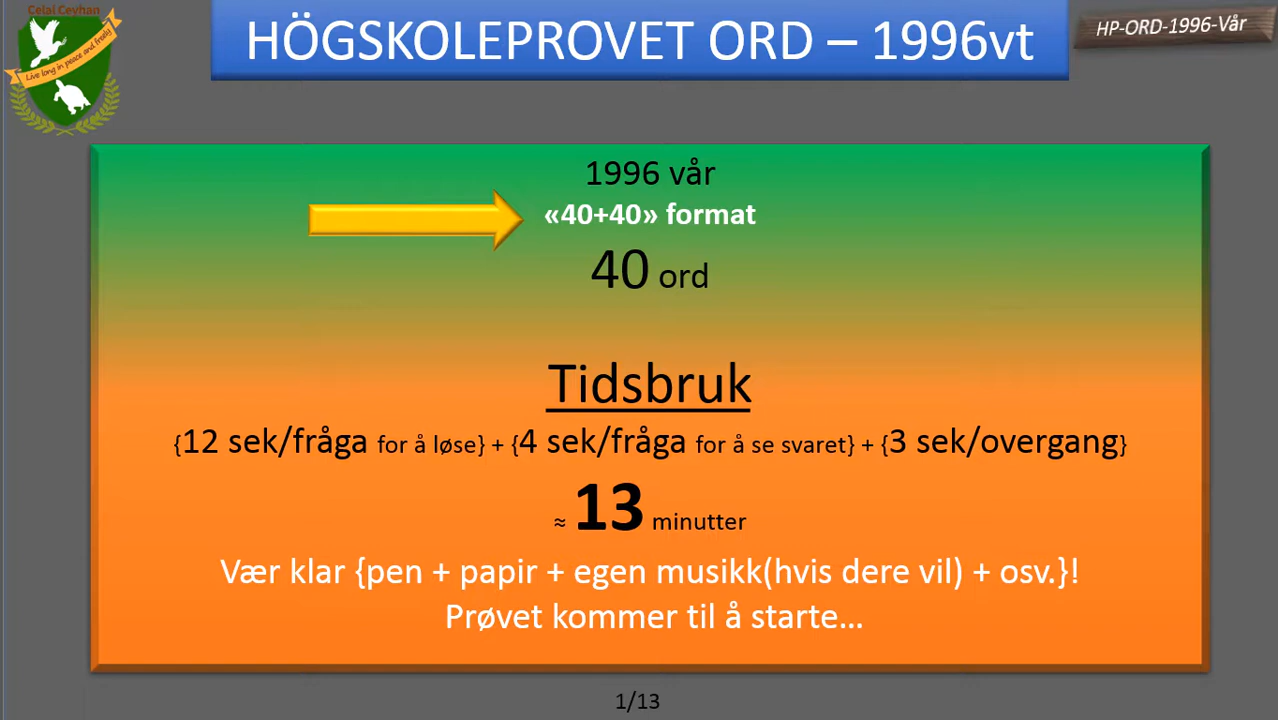 Celal Ceyhan
Live long in peace and freely
HÖGSKOLEPROVET ORD – 1996vt
HP-ORD-1996-Vår
1996 vår
«40+40» format
40 ord
Tidsbruk
{12 sek/fråga for å løse} + {4 sek/fråga for å se svaret} + {3 sek/overgang}
≈ 13 minutter
Vær klar {pen + papir + egen musikk(hvis dere vil) + osv.}!
Prøvet kommer til å starte...
1/13